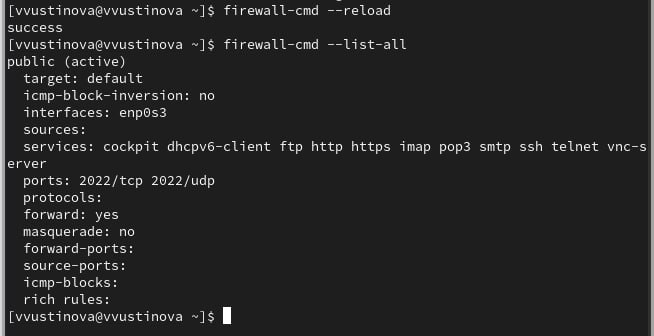 [vvustinova@vvustinova ~]$ firewall-cmd --reload
success
[vvustinova@vvustinova ~]$ firewall-cmd --list-all
public (active)
  target: default
  icmp-block-inversion: no
  interfaces: enp0s3
  sources:
  services: cockpit dhcpv6-client ftp http https imap pop3 smtp ssh telnet vnc-s
erver
  ports: 2022/tcp 2022/udp
  protocols:
  forward: yes
  masquerade: no
  forward-ports:
  source-ports:
  icmp-blocks:
  rich rules:
[vvustinova@vvustinova ~]$